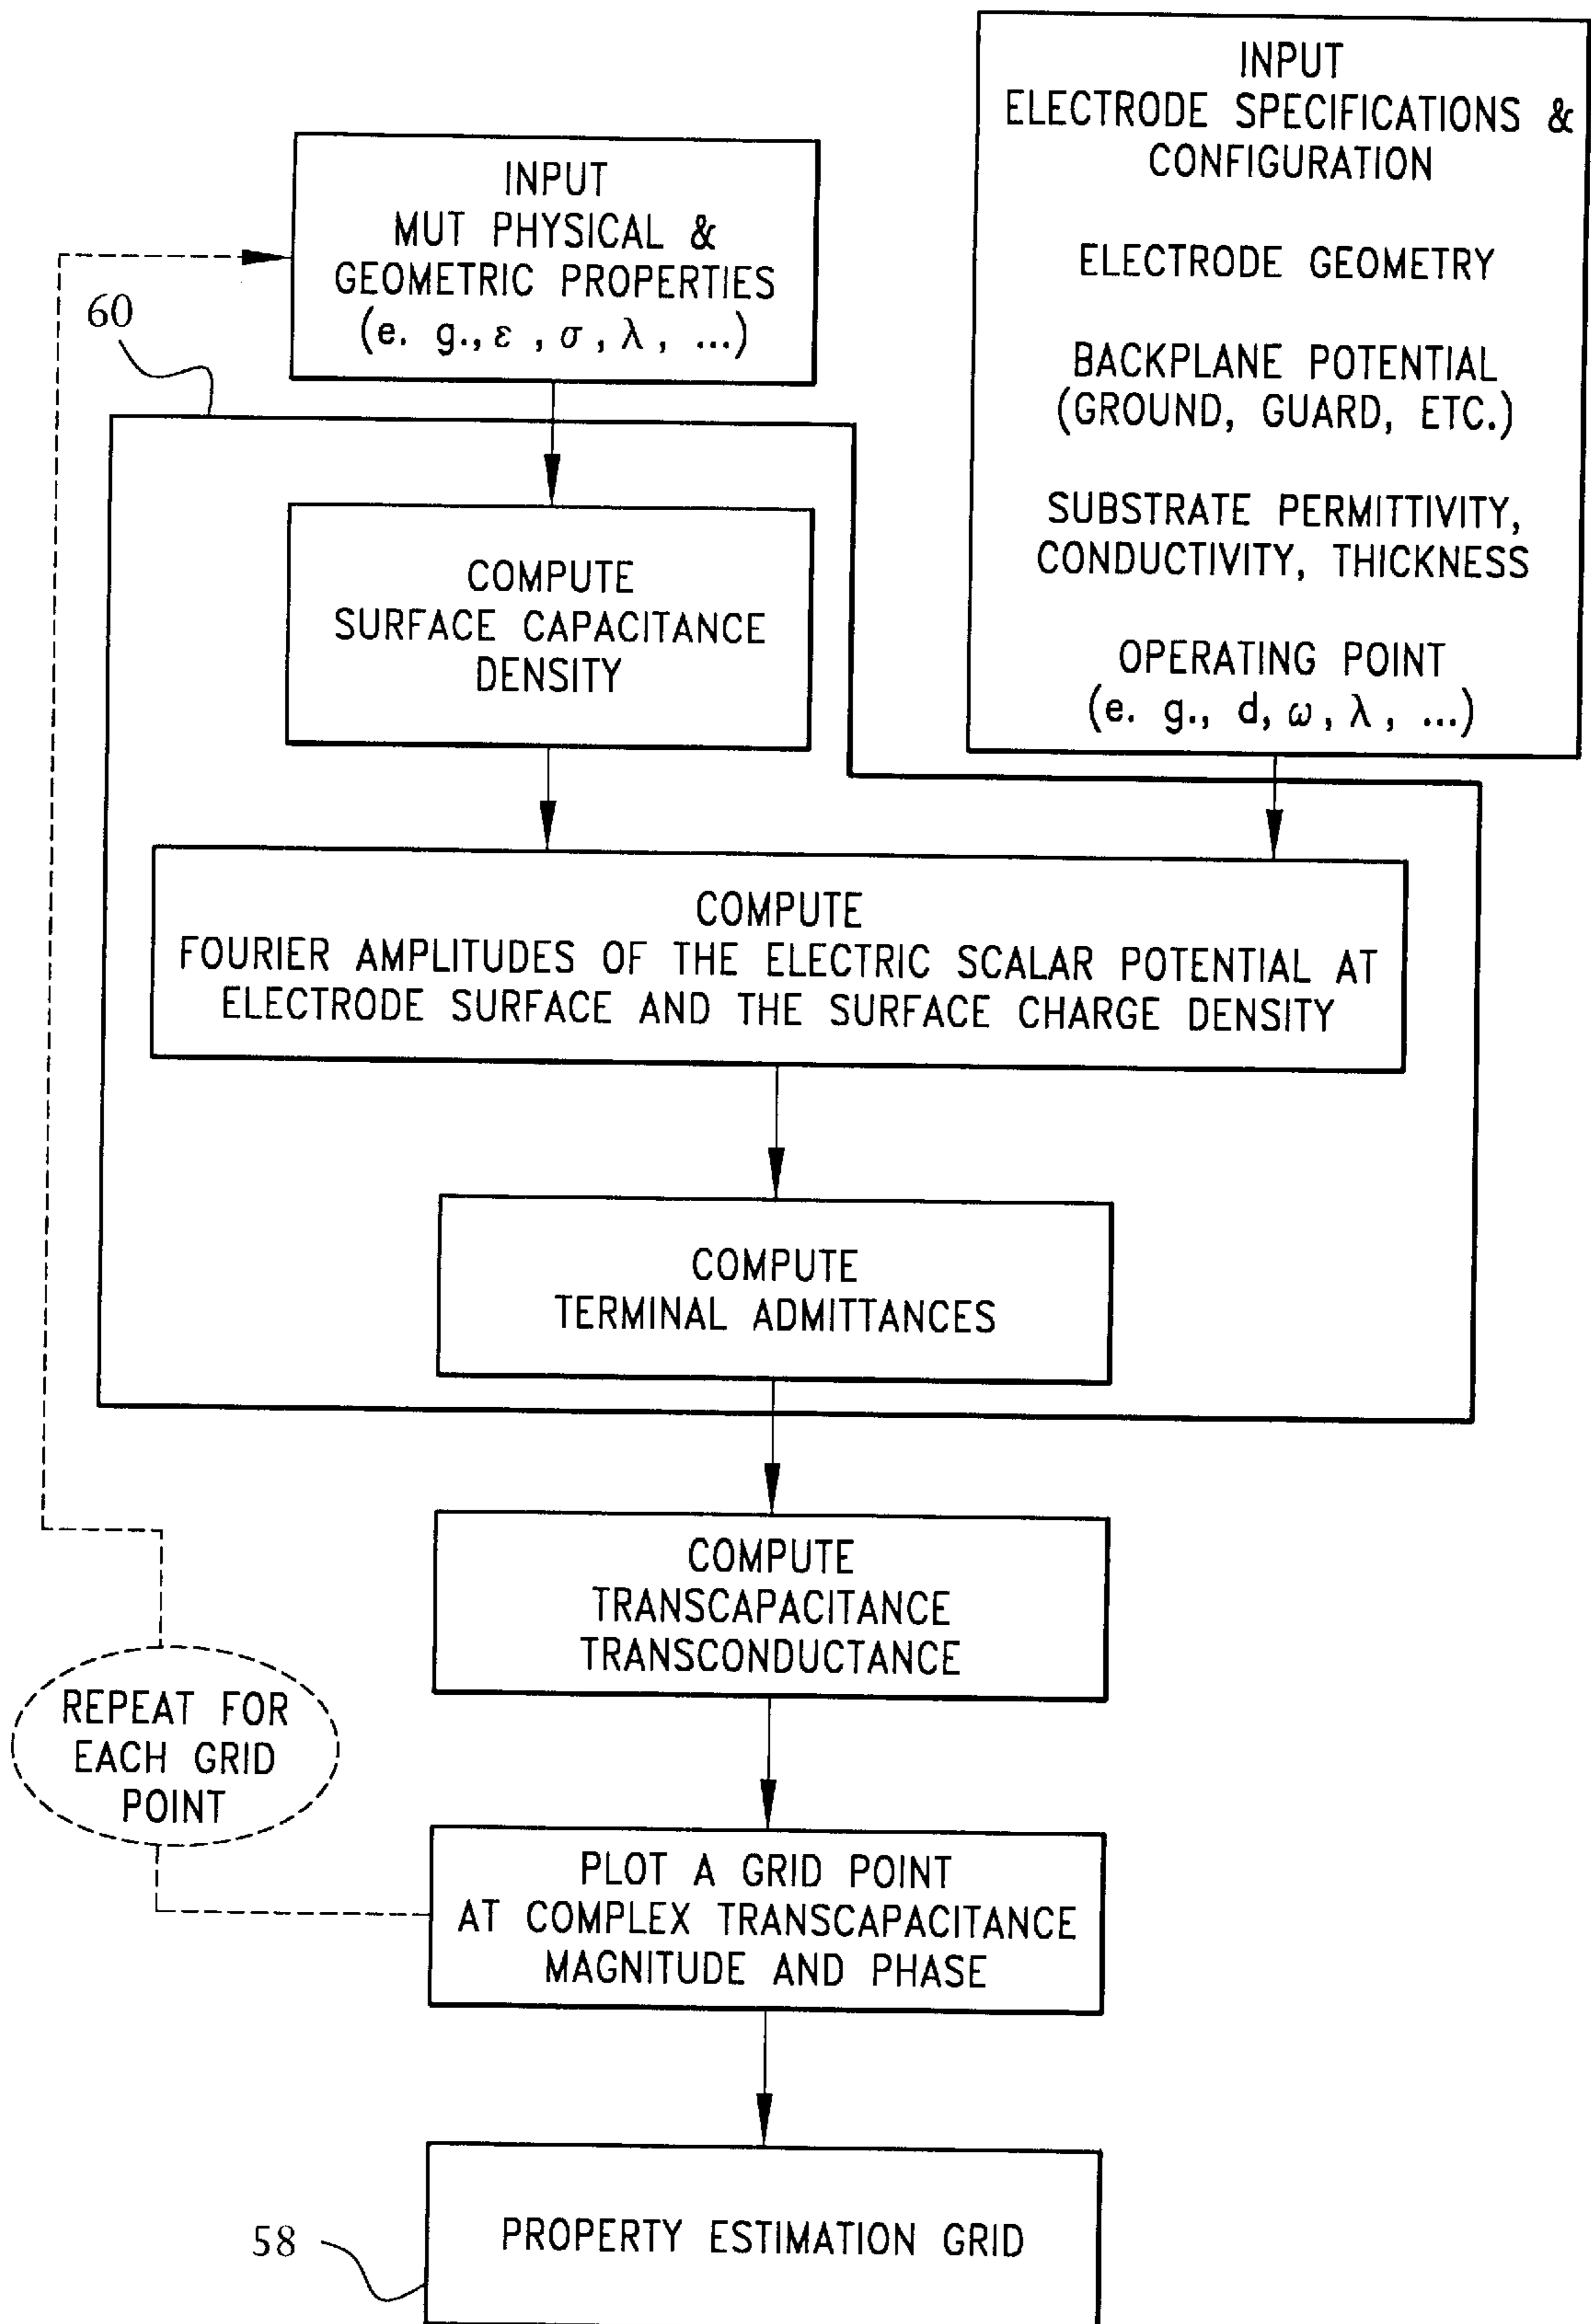 INPUT
ELECTRODE SPECIFICATIONS &
CONFIGURATION
ELECTRODE GEOMETRY
BACKPLANE POTENTIAL
(GROUND, GUARD, ETC.)
SUBSTRATE PERMITTIVITY,
CONDUCTIVITY, THICKNESS
OPERATING POINT
(e. g., d, ω, λ, ...)
INPUT
MUT PHYSICAL &
GEOMETRIC PROPERTIES
(e. g., ε, σ, λ, ...)
60
COMPUTE
SURFACE CAPACITANCE
DENSITY
COMPUTE
FOURIER AMPLITUDES OF THE ELECTRIC SCALAR POTENTIAL AT
ELECTRODE SURFACE AND THE SURFACE CHARGE DENSITY
COMPUTE
TERMINAL ADMITTANCES
COMPUTE
TRANSCAPACITANCE
TRANSCONDUCTANCE
REPEAT FOR
EACH GRID
POINT
PLOT A GRID POINT
AT COMPLEX TRANSCAPACITANCE
MAGNITUDE AND PHASE
58
PROPERTY ESTIMATION GRID